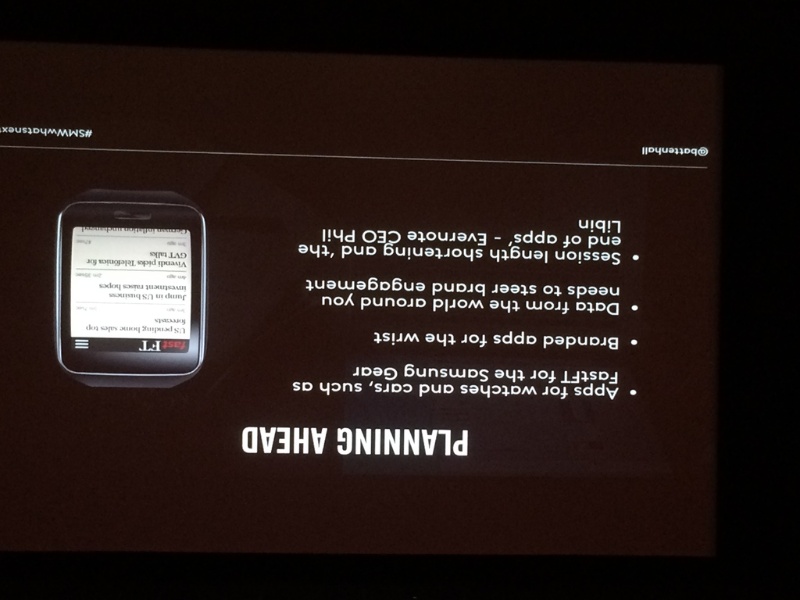 PLANNING AHEAD
• Apps for watches and cars, such as
FastFT for the Samsung Gear
• Branded apps for the wrist
• Data from the world around you
needs to steer brand engagement
• Session length shortening and the 'the
end of apps' - Evernote CEO Phil
Libin
fast FT
US pending home sales top
forecasts
Jump in US business
investment raises hopes
Vivendi picks Telefónica for
GVT talks
German inflation unchanged
@battenhall
#SMWwhatsnext